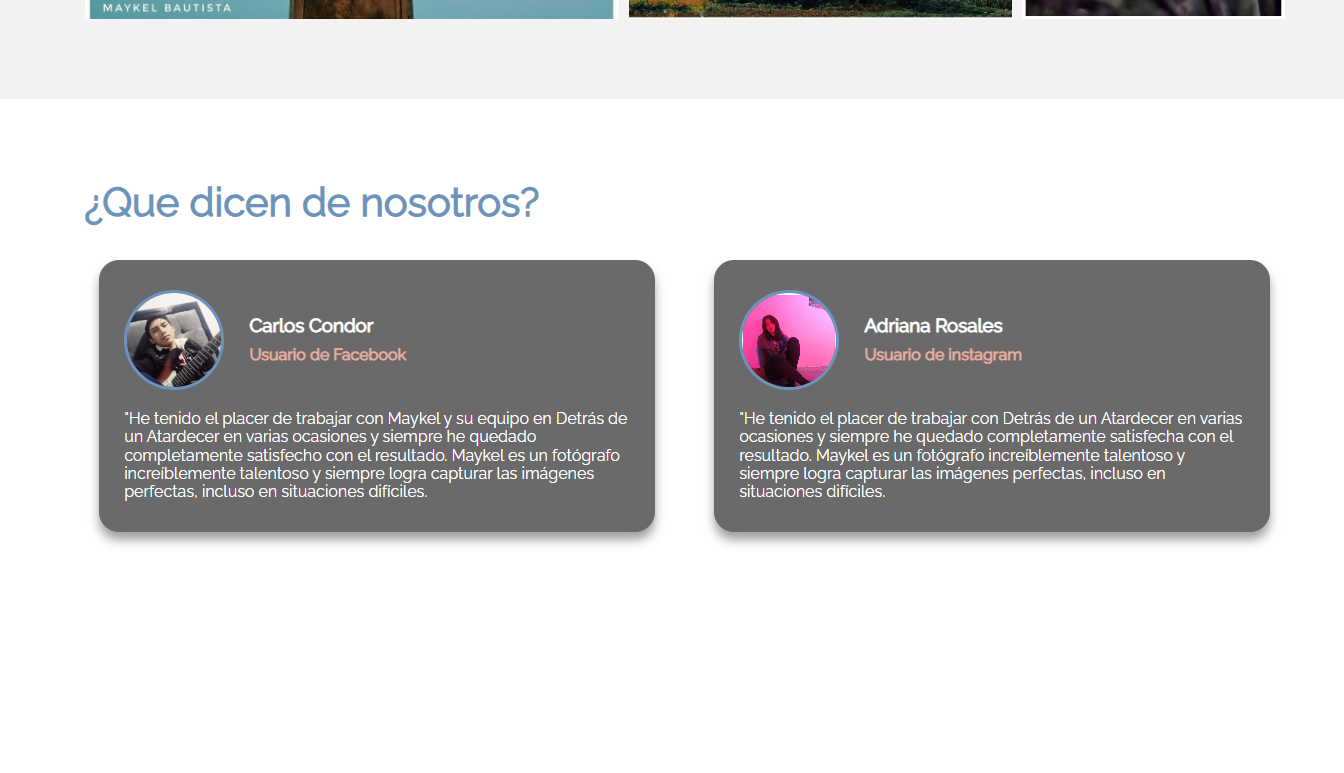 MAYKEL BAUTISTA
¿Que dicen de nosotros?
Carlos Condor
Usuario de Facebook
"He tenido el placer de trabajar con Maykel y su equipo en Detrás de
un Atardecer en varias ocasiones y siempre he quedado
completamente satisfecho con el resultado. Maykel es un fotógrafo
increíblemente talentoso y siempre logra capturar las imágenes
perfectas, incluso en situaciones difíciles.
Adriana Rosales
Usuario de instagram
"He tenido el placer de trabajar con Detrás de un Atardecer en varias
ocasiones y siempre he quedado completamente satisfecha con el
resultado. Maykel es un fotógrafo increíblemente talentoso y
siempre logra capturar las imágenes perfectas, incluso en
situaciones difíciles.